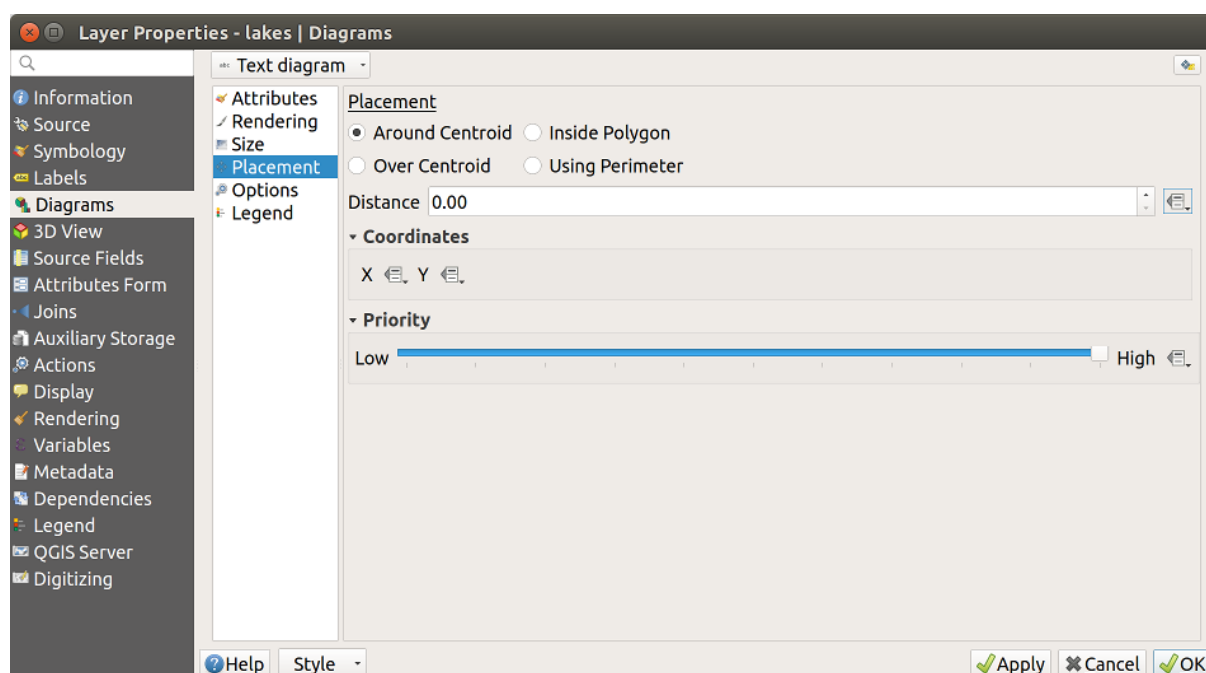 Layer Properties - lakes | Diagrams
Text diagram
Information
Source
Symbology
Labels
Diagrams
3D View
Source Fields
Attributes Form
Joins
Auxiliary Storage
Actions
Display
Rendering
Variables
Metadata
Dependencies
Legend
QGIS Server
Digitizing
Attributes
Rendering
Size
Placement
Options
Legend
Placement
Around Centroid Inside Polygon
Over Centroid Using Perimeter
Distance 0.00
Coordinates
X Y
Priority
Low High
Help Style Apply Cancel OK